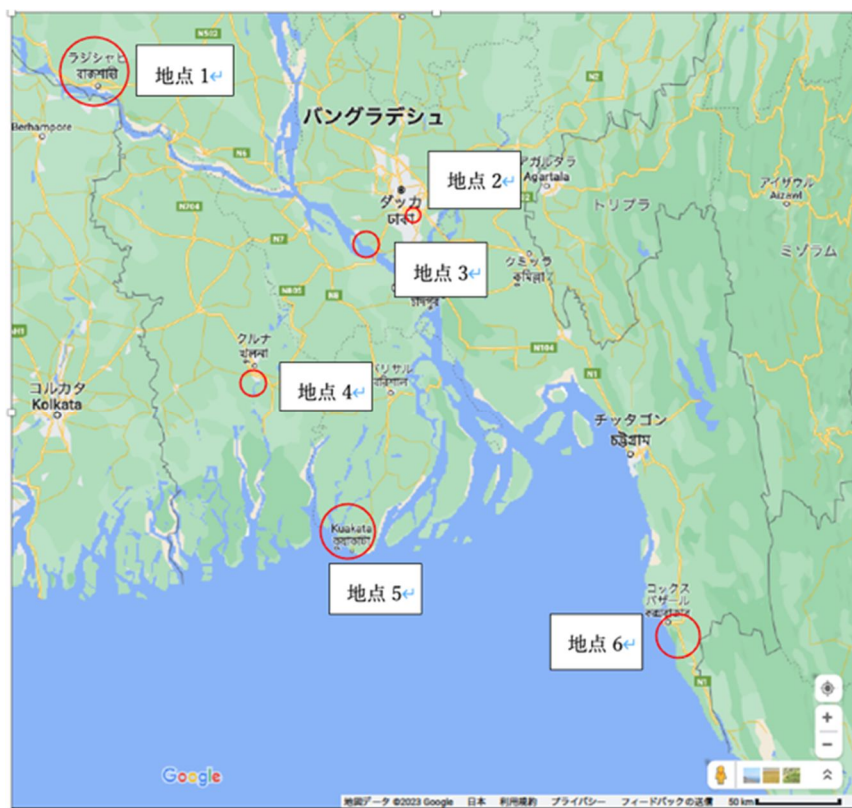 N502
ラジシャヒ
রাজশাহী
地点 1↵
N2
Berhampore
バングラデシュ
N6
地点 2↵
アガルタラ
Agartala
アイザウル
Aizawl
ダッカ
ঢাকা
トリプラ
N704
N7
ミゾラム
地点 3↵
クミッラ
কুমিল্লা
N805
N8
চাঁদপুর
クルナ
খুলনা
N104
N1
地点 4↵
バリサル
বরিশাল
コルカタ
Kolkata
チッタゴン
চট্টগ্রাম
Kuakata
কুয়াকাটা
地点 5↵
コックス
バザール
কক্সবাজার
地点 6↵
N1
Google
地図データ ©2023 Google 日本 利用規約 プライバシー フィードバックの送信 50 km